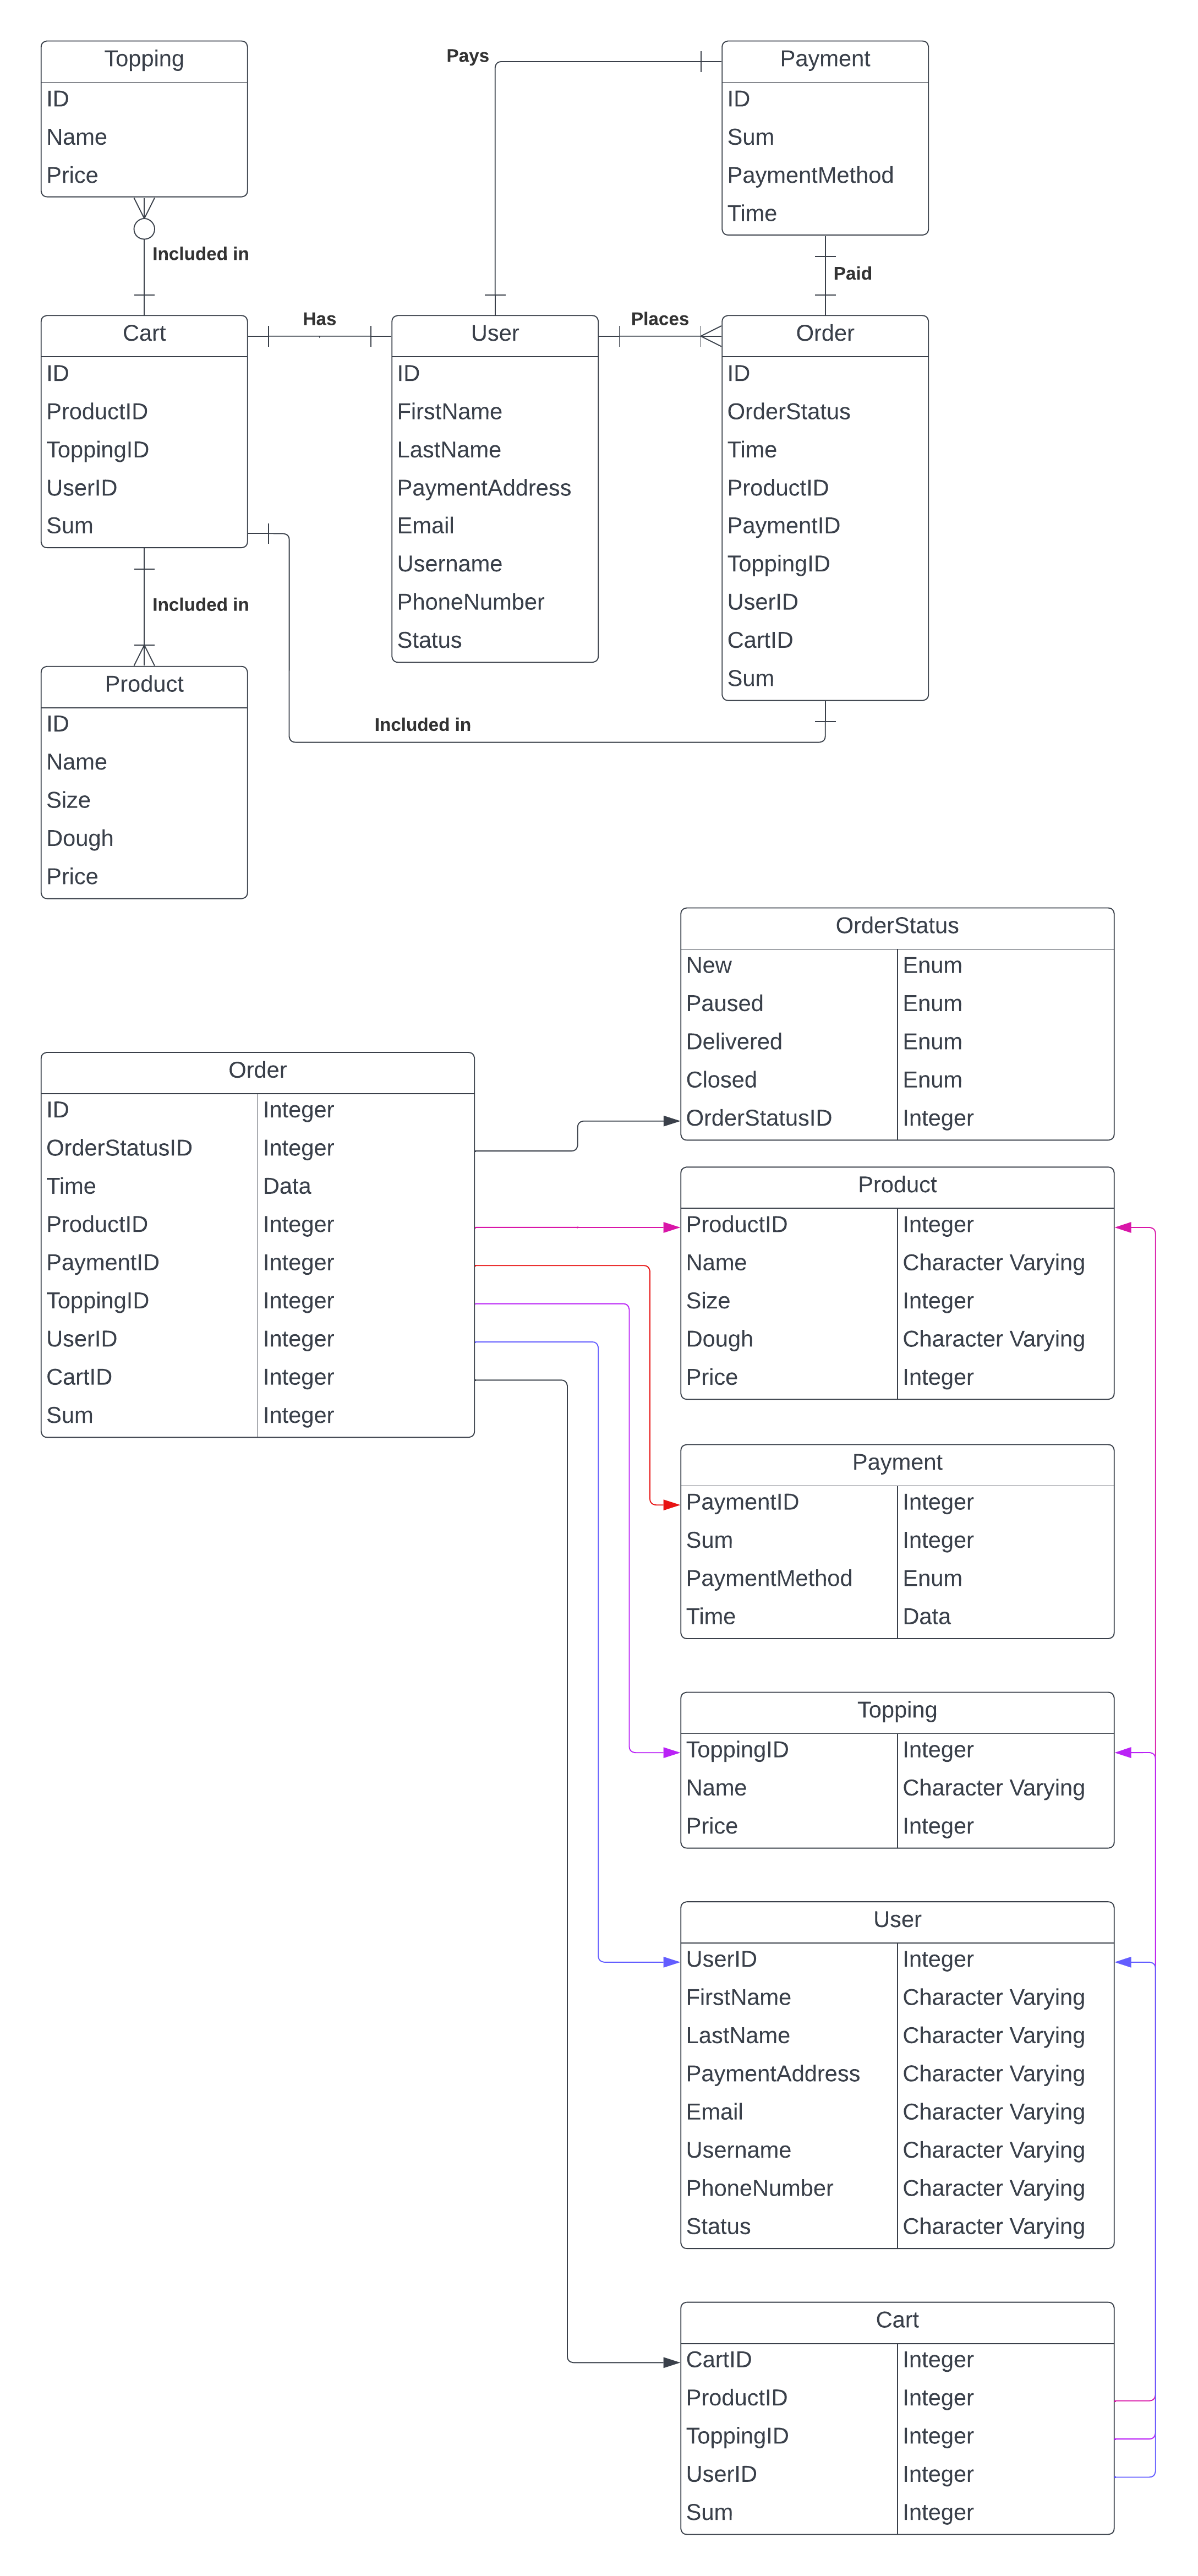 Topping
ID
Name
Price
Pays
Payment
ID
Sum
PaymentMethod
Time
Included in
Paid
Cart
ID
ProductID
ToppingID
UserID
Sum
Has
User
ID
FirstName
LastName
PaymentAddress
Email
Username
PhoneNumber
Status
Places
Order
ID
OrderStatus
Time
ProductID
PaymentID
ToppingID
UserID
CartID
Sum
Included in
Included in
Product
ID
Name
Size
Dough
Price
OrderStatus
New Enum
Paused Enum
Delivered Enum
Closed Enum
OrderStatusID Integer
Order
ID Integer
OrderStatusID Integer
Time Data
ProductID Integer
PaymentID Integer
ToppingID Integer
UserID Integer
CartID Integer
Sum Integer
Product
ProductID Integer
Name Character Varying
Size Integer
Dough Character Varying
Price Integer
Payment
PaymentID Integer
Sum Integer
PaymentMethod Enum
Time Data
Topping
ToppingID Integer
Name Character Varying
Price Integer
User
UserID Integer
FirstName Character Varying
LastName Character Varying
PaymentAddress Character Varying
Email Character Varying
Username Character Varying
PhoneNumber Character Varying
Status Character Varying
Cart
CartID Integer
ProductID Integer
ToppingID Integer
UserID Integer
Sum Integer